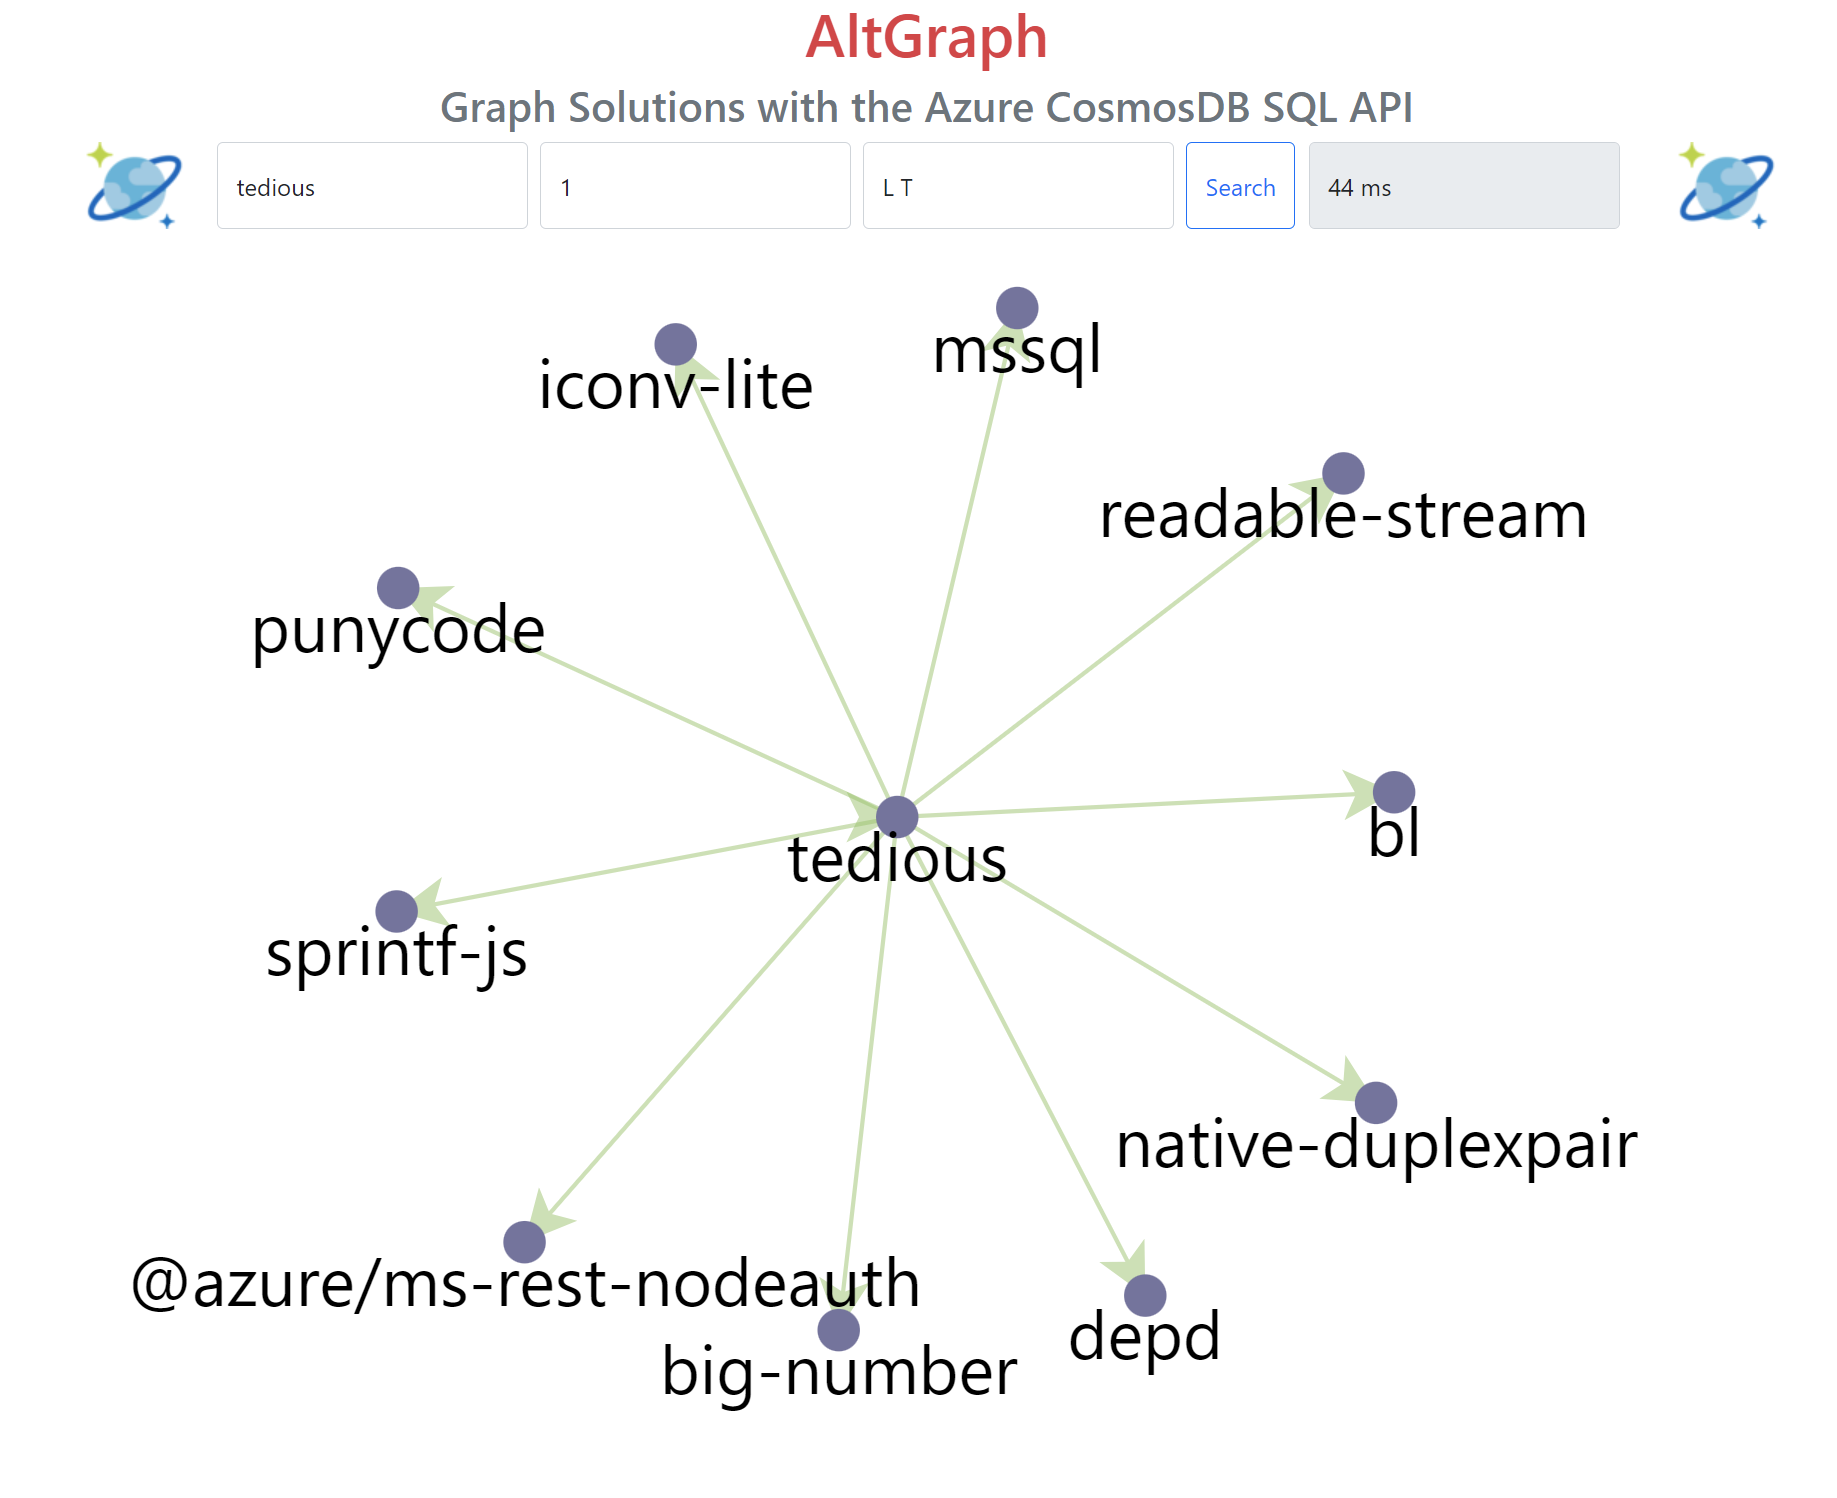 AltGraph
Graph Solutions with the Azure CosmosDB SQL API
tedious 1 L T Search 44 ms
mssql
iconv-lite
readable-stream
punycode
bl
tedious
sprintf-js
native-duplexpair
@azure/ms-rest-nodeauth
depd
big-number